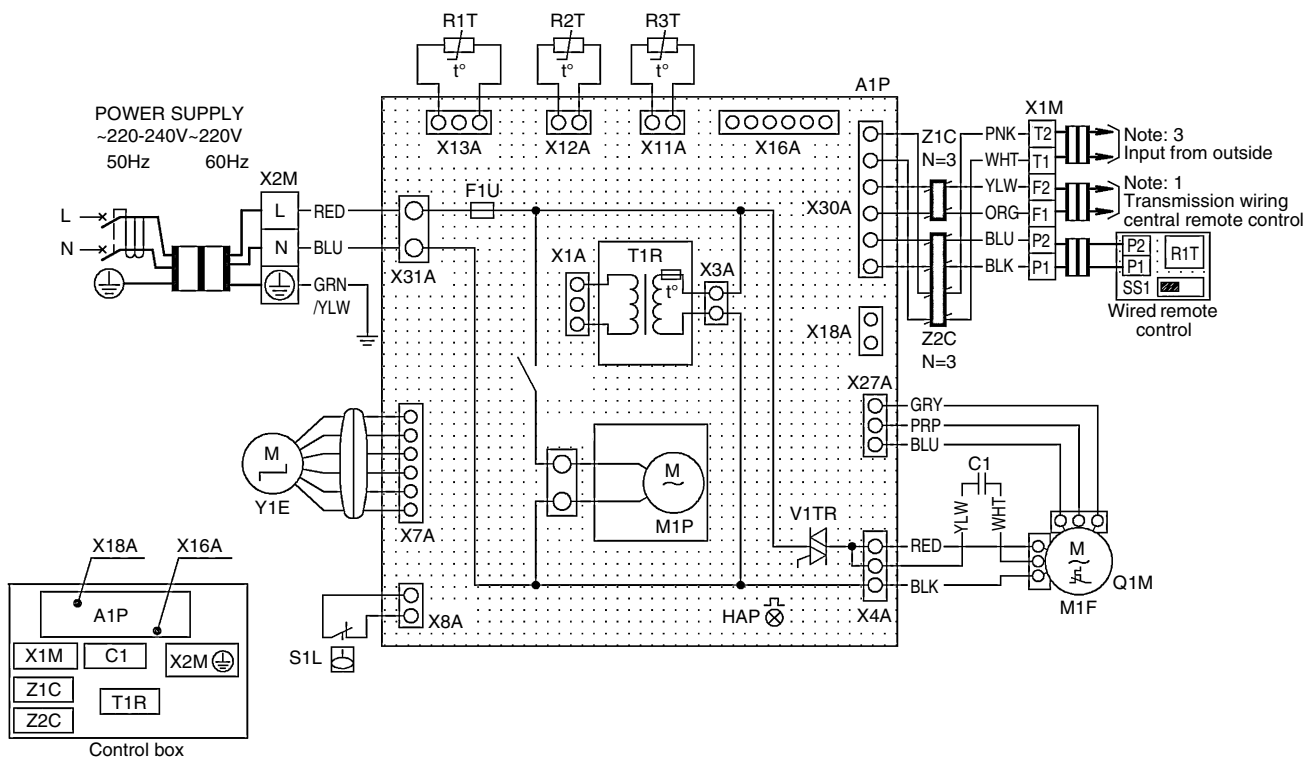 R1T
R2T
R3T
t°
t°
t°
A1P
POWER SUPPLY
~220-240V~220V
50Hz 60Hz
X13A
X12A
X11A
X16A
Z1C
N=3
X1M
PNK
T2
Note: 3
Input from outside
WHT
T1
X2M
F1U
X30A
YLW
F2
Note: 1
Transmission wiring
central remote control
ORG
F1
L
L
RED
N
N
BLU
X31A
BLU
P2
P2
R1T
BLK
P1
P1
SS1
Wired remote
control
GRN
/YLW
X1A
T1R
t°
X3A
X18A
Z2C
N=3
X27A
GRY
PRP
BLU
M
Y1E
X7A
M
~
M1P
C1
YLW
WHT
V1TR
RED
M
~
Q1M
BLK
M1F
X4A
HAP
X8A
S1L
X18A
X16A
A1P
X1M
C1
X2M
Z1C
T1R
Z2C
Control box